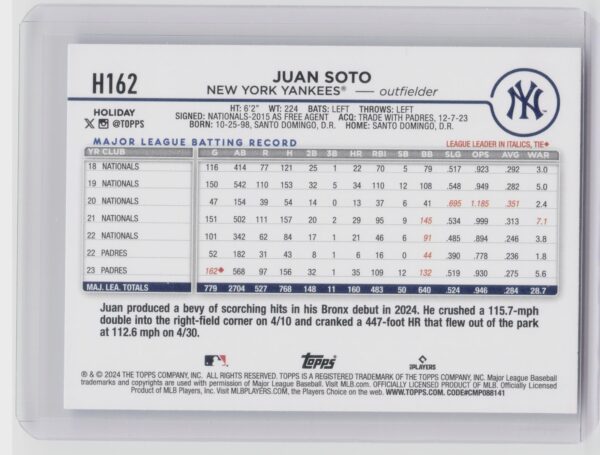 H162
JUAN SOTO
NEW YORK YANKEES® — outfielder
NY
HOLIDAY
@TOPPS
HT: 6'2" WT: 224 BATS: LEFT THROWS: LEFT
SIGNED: NATIONALS-2015 AS FREE AGENT ACQ: TRADE WITH PADRES, 12-7-23
BORN: 10-25-98, SANTO DOMINGO, D.R. HOME: SANTO DOMINGO, D.R.
MAJOR LEAGUE BATTING RECORD LEAGUE LEADER IN ITALICS, TIE♦
YR CLUB G AB R H 2B 3B HR RBI SB BB SLG OPS AVG WAR
18 NATIONALS 116 414 77 121 25 1 22 70 5 79 .517 .923 .292 3.0
19 NATIONALS 150 542 110 153 32 5 34 110 12 108 .548 .949 .282 5.0
20 NATIONALS 47 154 39 54 14 0 13 37 6 41 .695 1.185 .351 2.4
21 NATIONALS 151 502 111 157 20 2 29 95 9 145 .534 .999 .313 7.1
22 NATIONALS 101 342 62 84 17 1 21 46 6 91 .485 .894 .246 3.8
22 PADRES 52 182 31 43 8 1 6 16 0 44 .390 .778 .236 1.8
23 PADRES 162♦ 568 97 156 32 1 35 109 12 132 .519 .930 .275 5.6
MAJ. LEA. TOTALS 779 2704 527 768 148 11 160 483 50 640 .524 .946 .284 28.7
Juan produced a bevy of scorching hits in his Bronx debut in 2024. He crushed a 115.7-mph
double into the right-field corner on 4/10 and cranked a 447-foot HR that flew out of the park
at 112.6 mph on 4/30.
Topps
PLAYERS
® & © 2024 THE TOPPS COMPANY, INC. ALL RIGHTS RESERVED. TOPPS IS A REGISTERED TRADEMARK OF THE TOPPS COMPANY, INC. Major League Baseball
trademarks and copyrights are used with permission of Major League Baseball. Visit MLB.com. OFFICIALLY LICENSED PRODUCT OF MLB. Officially Licensed
Product of MLB Players, Inc. Visit MLBPLAYERS.COM, the Players Choice on the web. WWW.TOPPS.COM. CODE#CMP088141